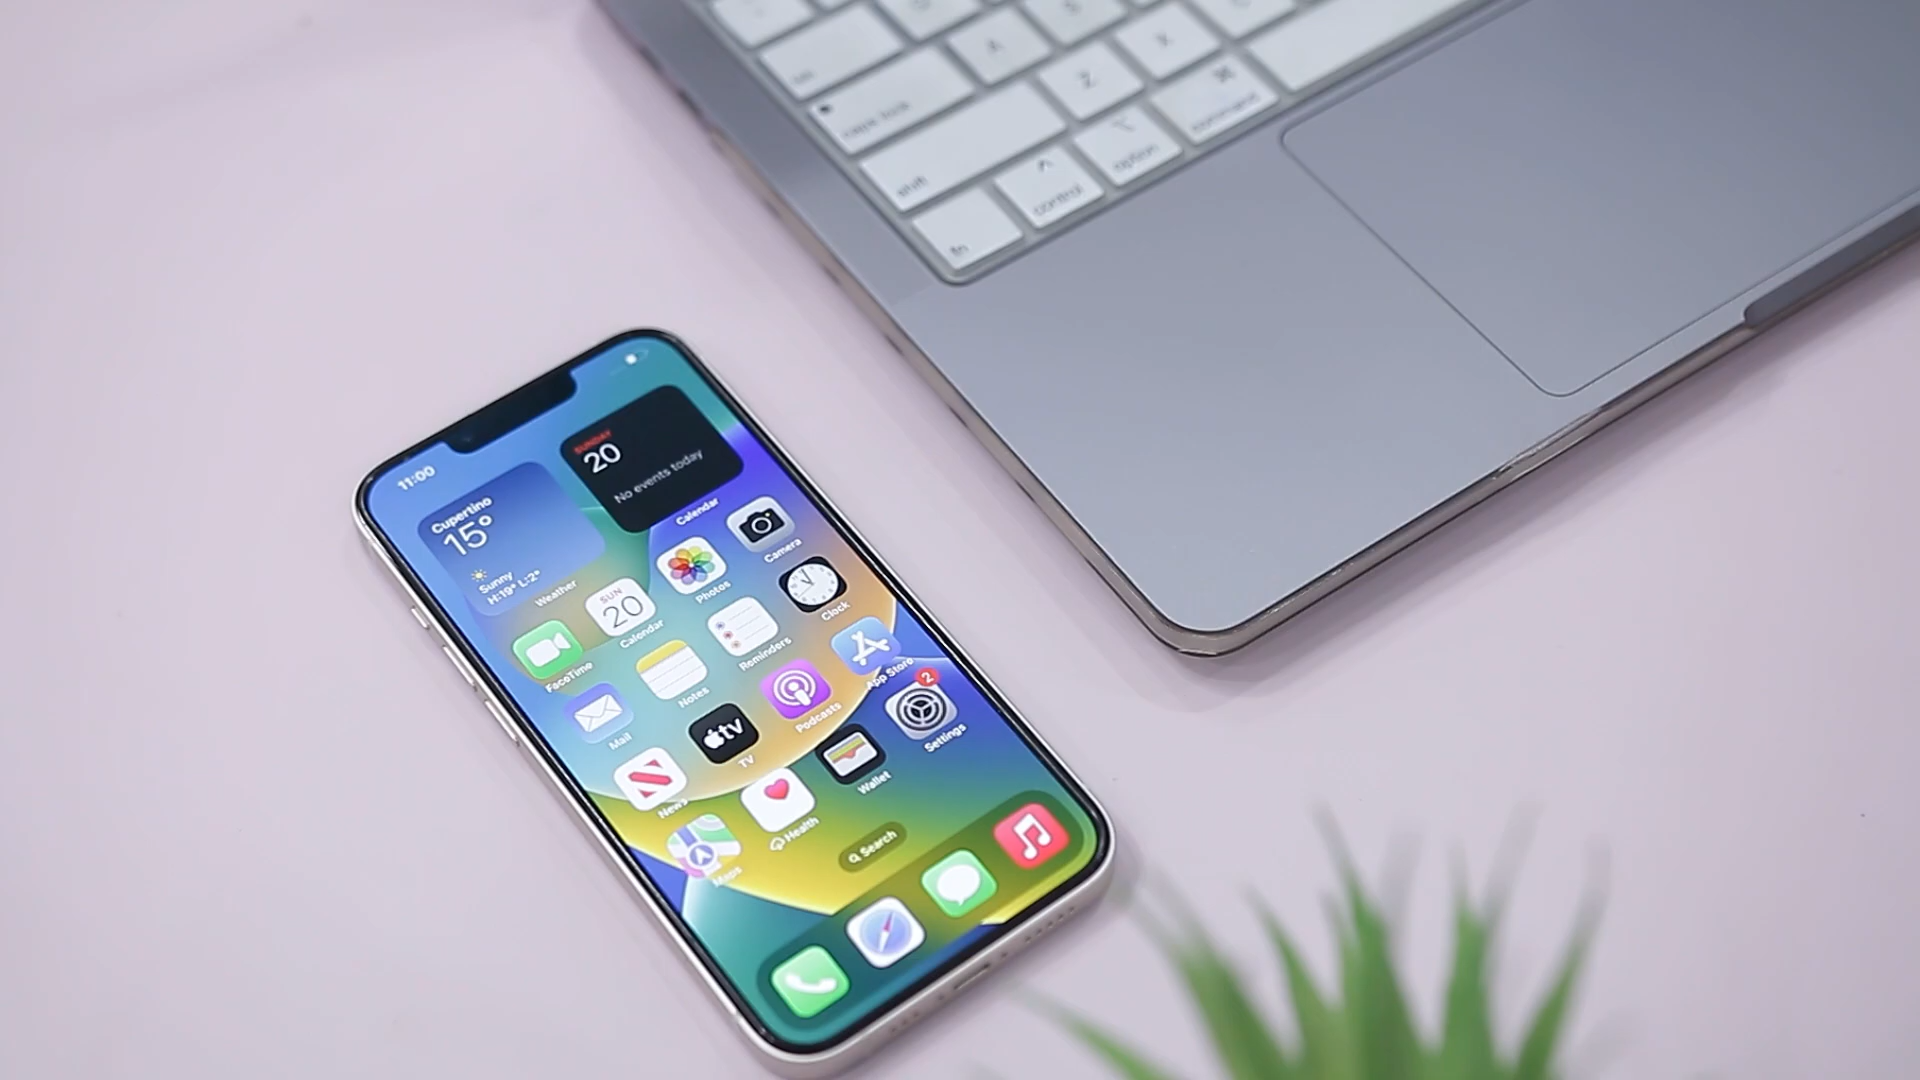 A
S
Z
X
caps lock
shift
fn
control
option
⌘
command
11:00
Cupertino
15°
Sunny
H:19° L:2°
Weather
SUNDAY
20
No events today
Calendar
FaceTime
SUN
20
Calendar
Photos
Camera
Mail
Notes
Reminders
Clock
News
tv
TV
Podcasts
App Store
Maps
Health
Wallet
2
Settings
Search